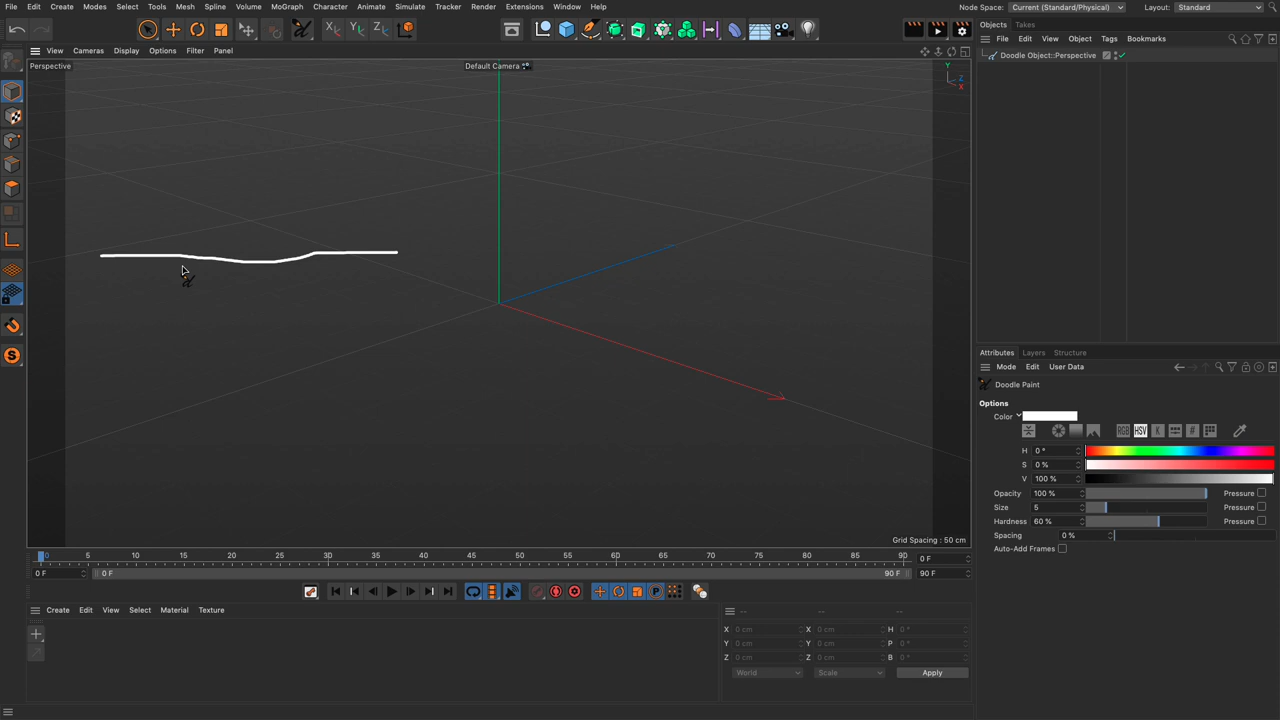 File Edit Create Modes Select Tools Mesh Spline Volume MoGraph Character Animate Simulate Tracker Render Extensions Window Help Node Space: Current (Standard/Physical) Layout: Standard
X Y Z
Objects Takes
View Cameras Display Options Filter Panel
File Edit View Object Tags Bookmarks
Perspective Default Camera Y Z X
Doodle Object::Perspective
S
Grid Spacing : 50 cm
Attributes Layers Structure
Mode Edit User Data
Doodle Paint
Options
Color
RGB HSV K #
H 0 °
S 0 %
V 100 %
Opacity 100 % Pressure
Size 5 Pressure
Hardness 60 % Pressure
Spacing 0 %
Auto-Add Frames
0 5 10 15 20 25 30 35 40 45 50 55 60 65 70 75 80 85 90 0 F
0 F 0 F 90 F 90 F
P
Create Edit View Select Material Texture
-- -- --
X 0 cm X 0 cm H 0 °
Y 0 cm Y 0 cm P 0 °
Z 0 cm Z 0 cm B 0 °
World Scale Apply